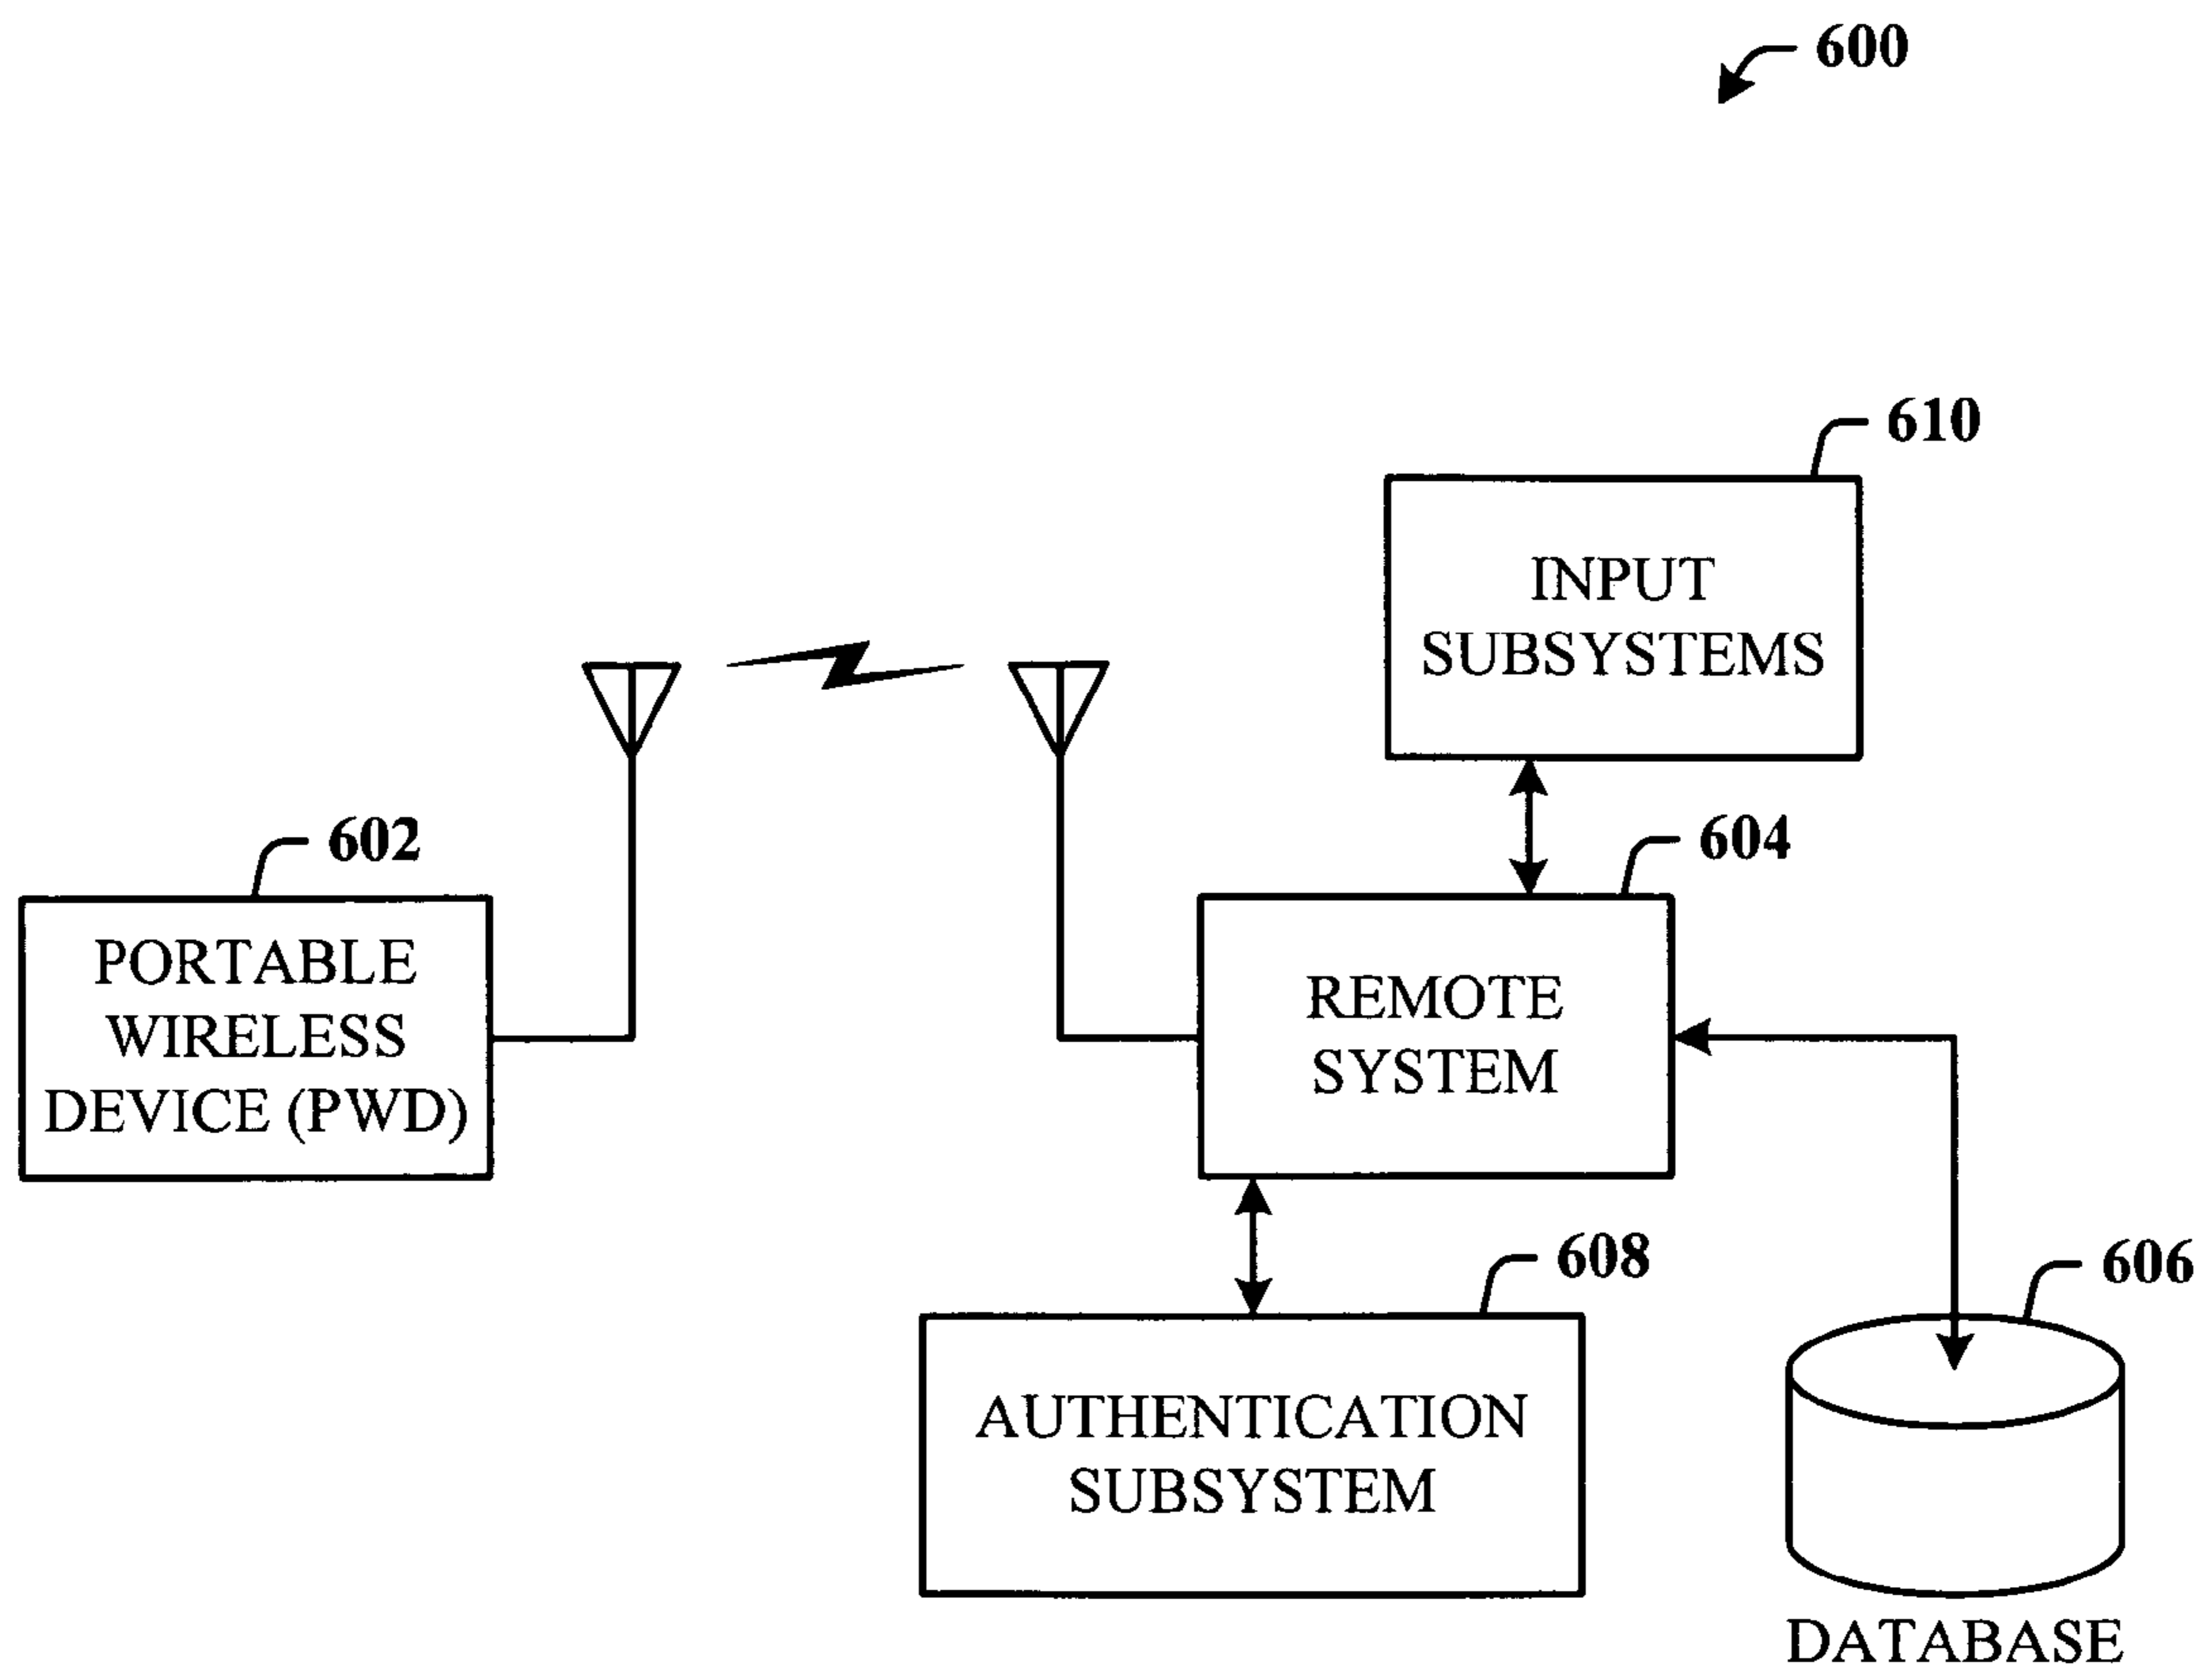 600
610
INPUT
SUBSYSTEMS
602
604
PORTABLE
WIRELESS
DEVICE (PWD)
REMOTE
SYSTEM
608
606
AUTHENTICATION
SUBSYSTEM
DATABASE